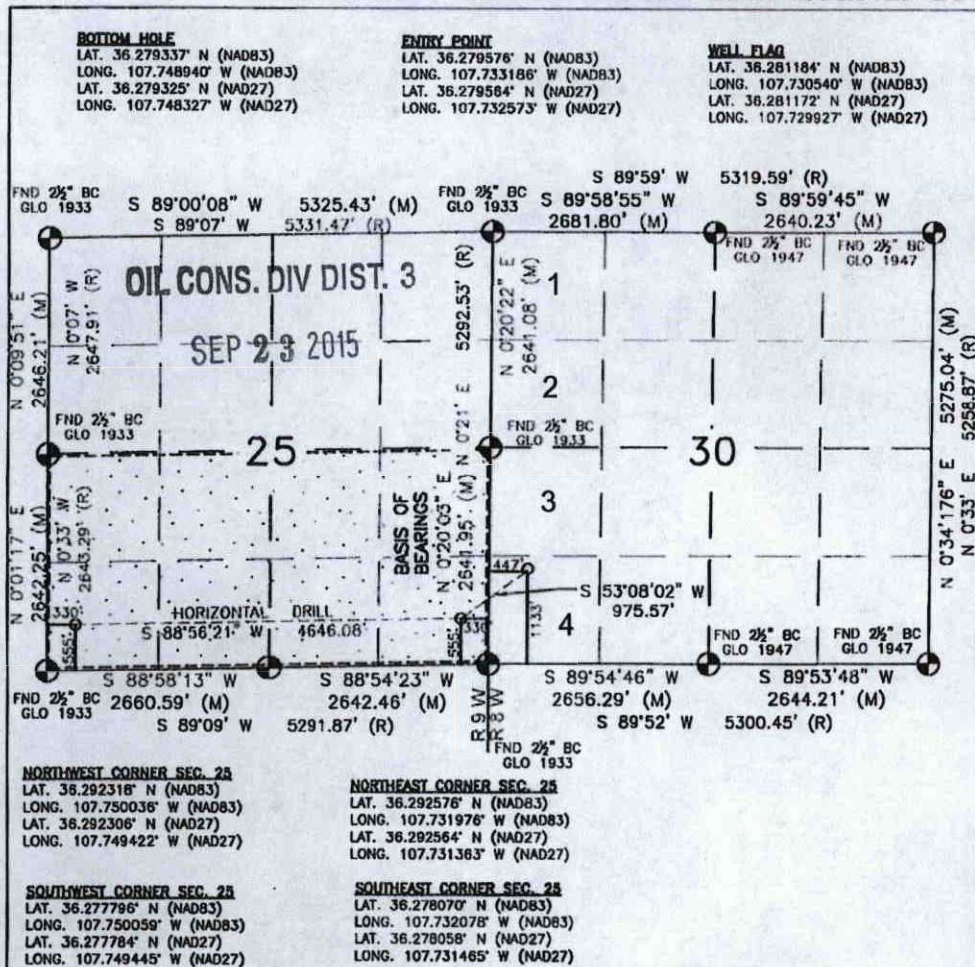 BOTTOM HOLE
LAT. 36.279337' N (NAD83)
LONG. 107.748940' W (NAD83)
LAT. 36.279325' N (NAD27)
LONG. 107.748327' W (NAD27)
ENTRY POINT
LAT. 36.279576' N (NAD83)
LONG. 107.733186' W (NAD83)
LAT. 36.279564' N (NAD27)
LONG. 107.732573' W (NAD27)
WELL FLAG
LAT. 36.281184' N (NAD83)
LONG. 107.730540' W (NAD83)
LAT. 36.281172' N (NAD27)
LONG. 107.729927' W (NAD27)
FND 2½" BC
GLO 1933
S 89°00'08" W 5325.43' (M)
S 89°07' W 5331.47' (R)
FND 2½" BC
GLO 1933
S 89°59' W 5319.59' (R)
S 89°58'55" W
2681.80' (M)
S 89°59'45" W
2640.23' (M)
FND 2½" BC
GLO 1947
FND 2½" BC
GLO 1947
OIL CONS. DIV DIST. 3
SEP 23 2015
N 0°09'51" E
2646.21' (M)
N 0°07' W
2647.91' (R)
N 0°21' E 5292.53' (R)
N 0°20'22" E
2641.08' (M)
1
2
3
4
FND 2½" BC
GLO 1933
25
FND 2½" BC
GLO 1933
30
N 0°34'176" E 5275.04' (M)
N 0°33' E 5258.87' (R)
N 0°01'17" E
2642.25' (M)
N 0°33' W
2643.29' (R)
BASIS OF
BEARINGS
N 0°20'03" E
2641.95' (M)
447'
1133'
S 53°08'02" W
975.57'
330'
555'
HORIZONTAL DRILL
S 88°56'21" W 4646.08'
330'
555'
FND 2½" BC
GLO 1933
S 88°58'13" W
2660.59' (M)
S 88°54'23" W
2642.46' (M)
S 89°09' W 5291.87' (R)
R 9 W
R 8 W
FND 2½" BC
GLO 1933
FND 2½" BC
GLO 1947
FND 2½" BC
GLO 1947
S 89°54'46" W
2656.29' (M)
S 89°53'48" W
2644.21' (M)
S 89°52' W 5300.45' (R)
NORTHWEST CORNER SEC. 25
LAT. 36.292318' N (NAD83)
LONG. 107.750036' W (NAD83)
LAT. 36.292306' N (NAD27)
LONG. 107.749422' W (NAD27)
NORTHEAST CORNER SEC. 25
LAT. 36.292576' N (NAD83)
LONG. 107.731976' W (NAD83)
LAT. 36.292564' N (NAD27)
LONG. 107.731363' W (NAD27)
SOUTHWEST CORNER SEC. 25
LAT. 36.277796' N (NAD83)
LONG. 107.750059' W (NAD83)
LAT. 36.277784' N (NAD27)
LONG. 107.749445' W (NAD27)
SOUTHEAST CORNER SEC. 25
LAT. 36.278070' N (NAD83)
LONG. 107.732078' W (NAD83)
LAT. 36.278058' N (NAD27)
LONG. 107.731465' W (NAD27)